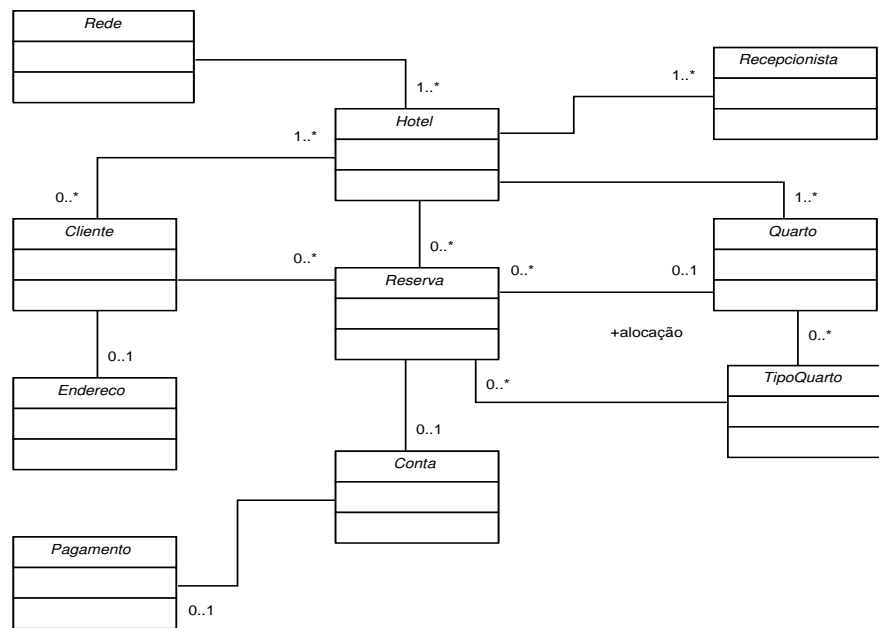 Rede
Recepcionista
1..*
1..*
Hotel
1..*
0..*
1..*
Cliente
Quarto
0..*
0..*
0..*
0..1
Reserva
+alocação
0..*
0..1
0..*
TipoQuarto
Endereco
0..1
Conta
Pagamento
0..1